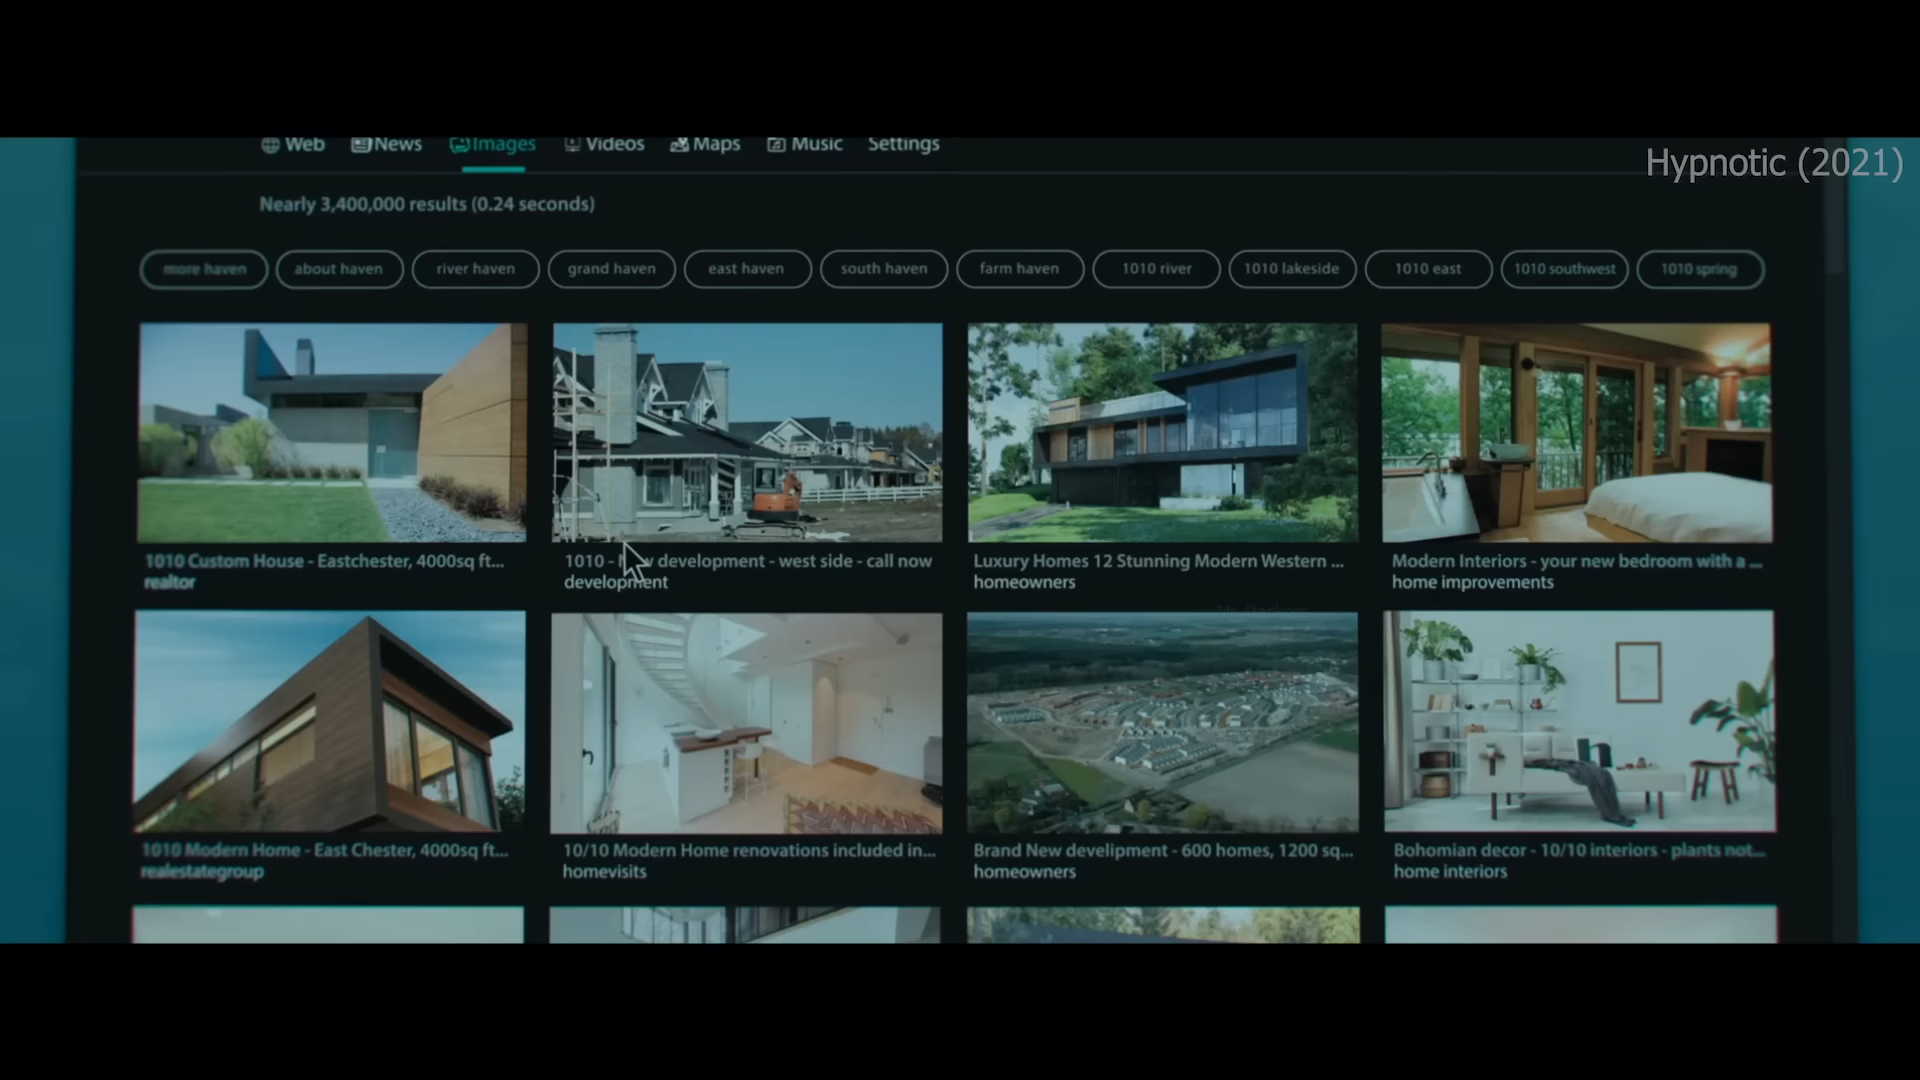 Web News Images Videos Maps Music Settings
Hypnotic (2021)
Nearly 3,400,000 results (0.24 seconds)
more haven about haven river haven grand haven east haven south haven farm haven 1010 river 1010 lakeside 1010 east 1010 southwest 1010 spring
1010 Custom House - Eastchester, 4000sq ft...
realtor
1010 - development - west side - call now
development
Luxury Homes 12 Stunning Modern Western ...
homeowners
Modern Interiors - your new bedroom with a ...
home improvements
1010 Modern Home - East Chester, 4000sq ft...
realestategroup
10/10 Modern Home renovations included in...
homevisits
Brand New develipment - 600 homes, 1200 sq...
homeowners
Bohomian decor - 10/10 interiors - plants not...
home interiors